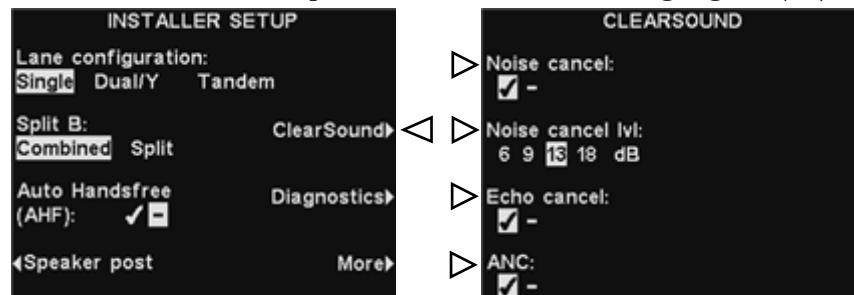 INSTALLER SETUP
Lane configuration:
Single Dual/Y Tandem
Split B:
Combined Split
ClearSound
Auto Handsfree
(AHF): ✓ -
Diagnostics
Speaker post
More
CLEARSOUND
Noise cancel:
✓ -
Noise cancel lvl:
6 9 13 18 dB
Echo cancel:
✓ -
ANC:
✓ -